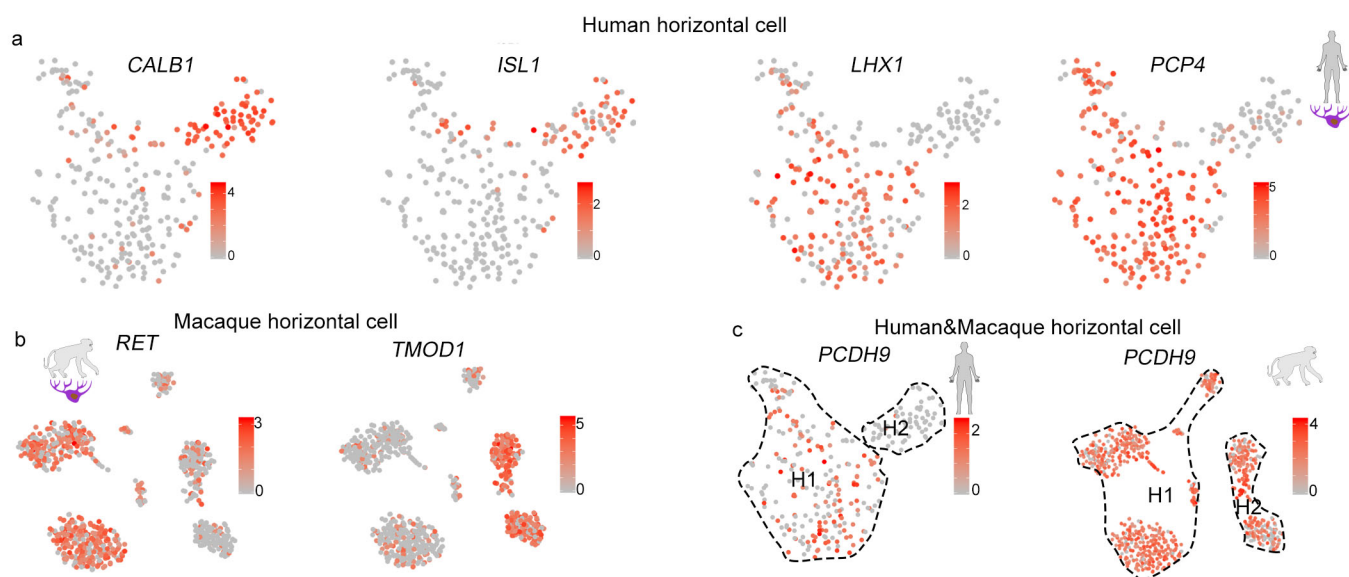 Human horizontal cell
a
CALB1
ISL1
LHX1
PCP4
4
0
2
0
2
0
5
0
Macaque horizontal cell
Human&Macaque horizontal cell
b
c
RET
TMOD1
PCDH9
PCDH9
3
0
5
0
H1
H2
2
0
H1
H2
4
0